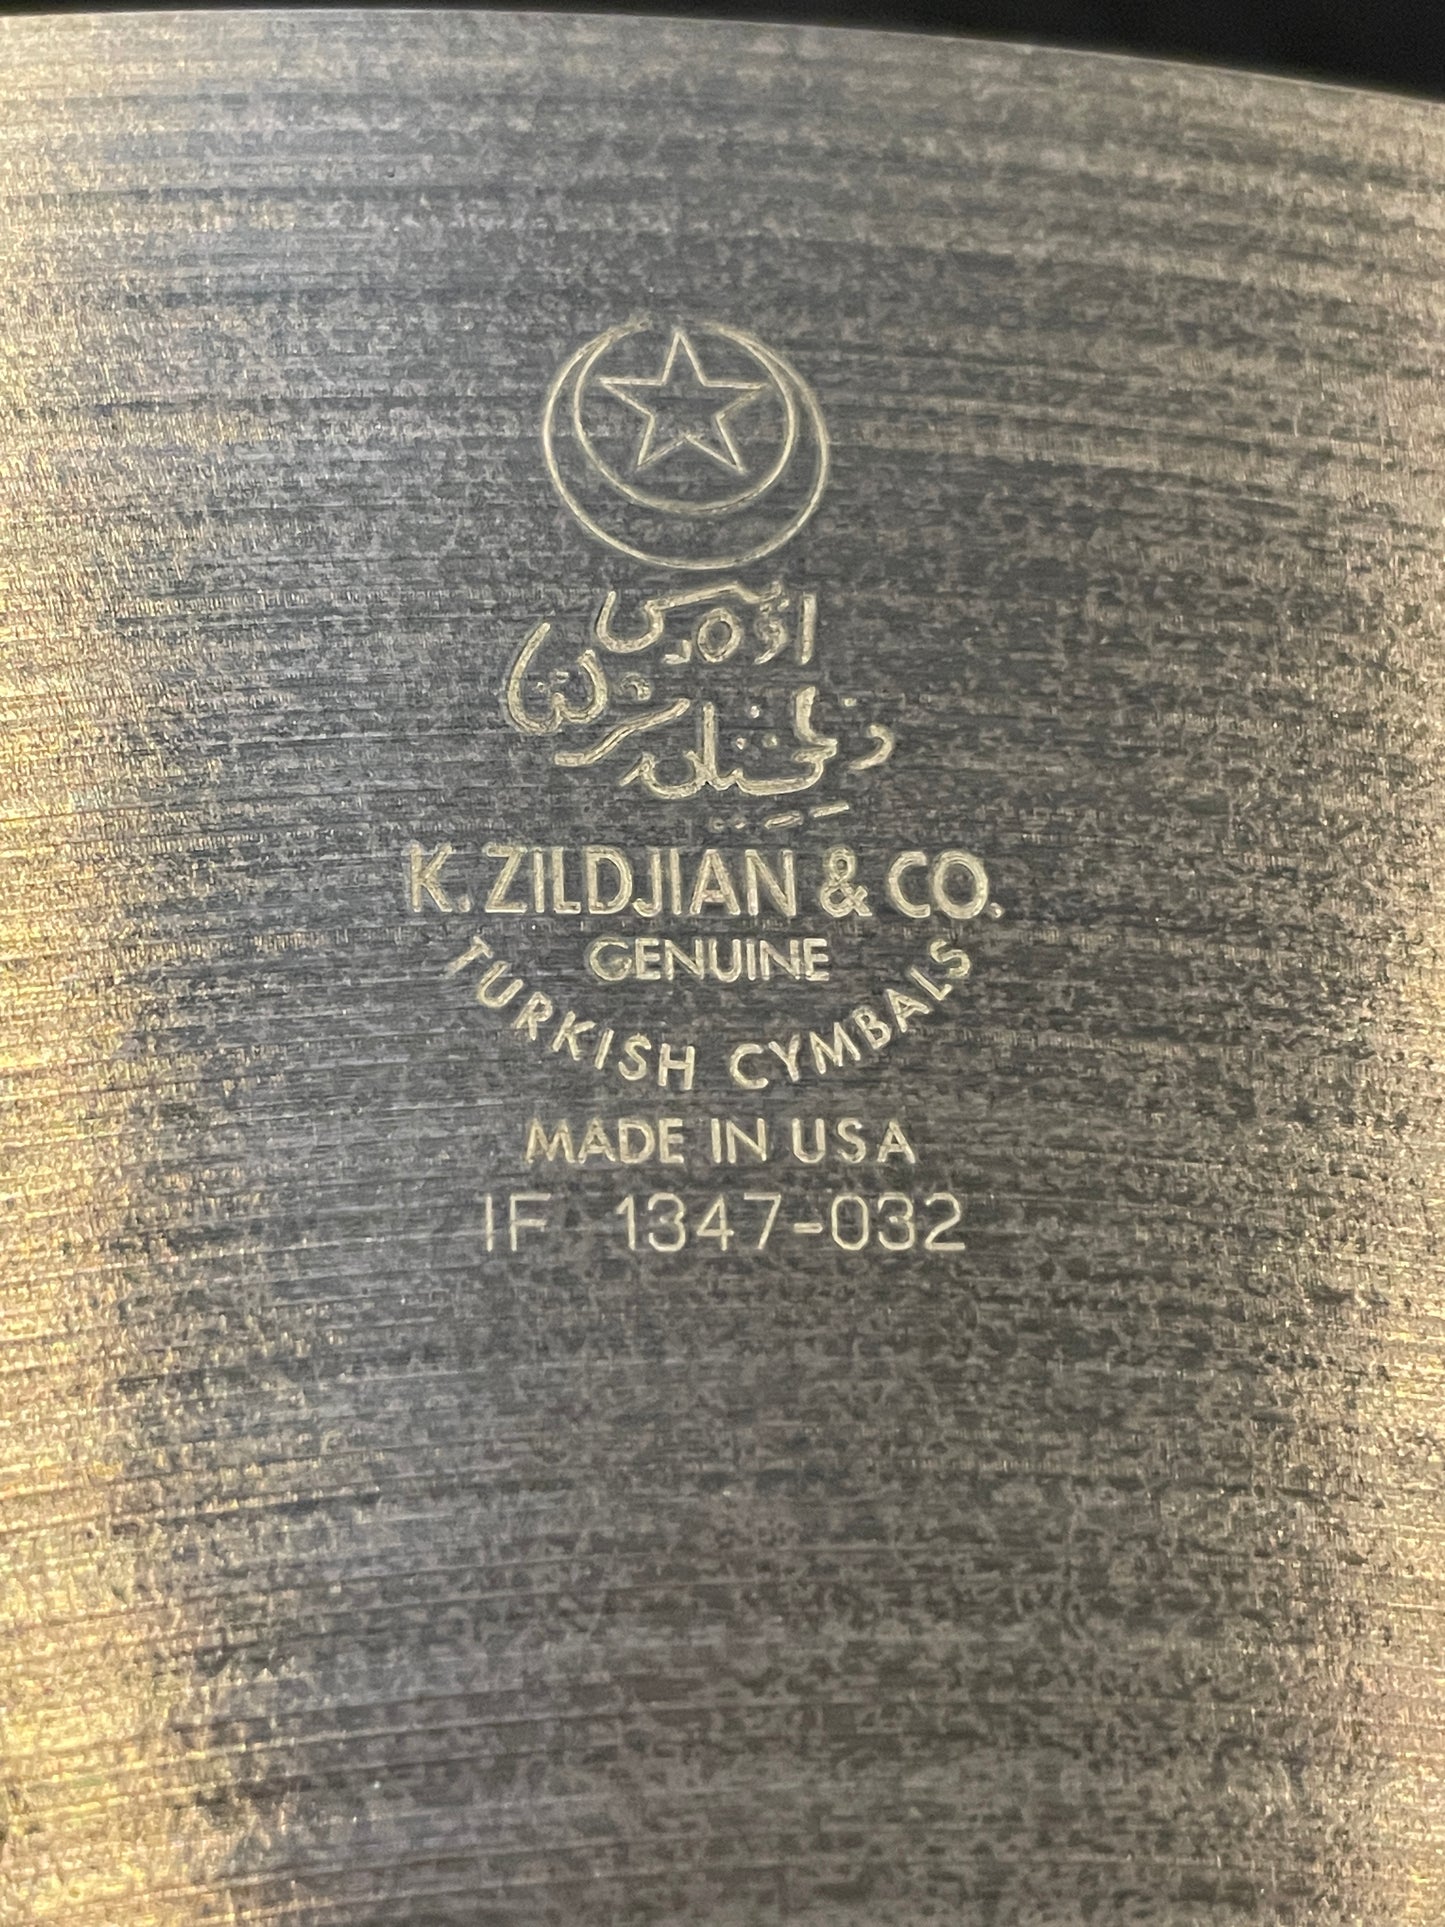 K. ZILDJIAN & CO.
GENUINE
TURKISH CYMBALS
MADE IN USA
IF 1347-032